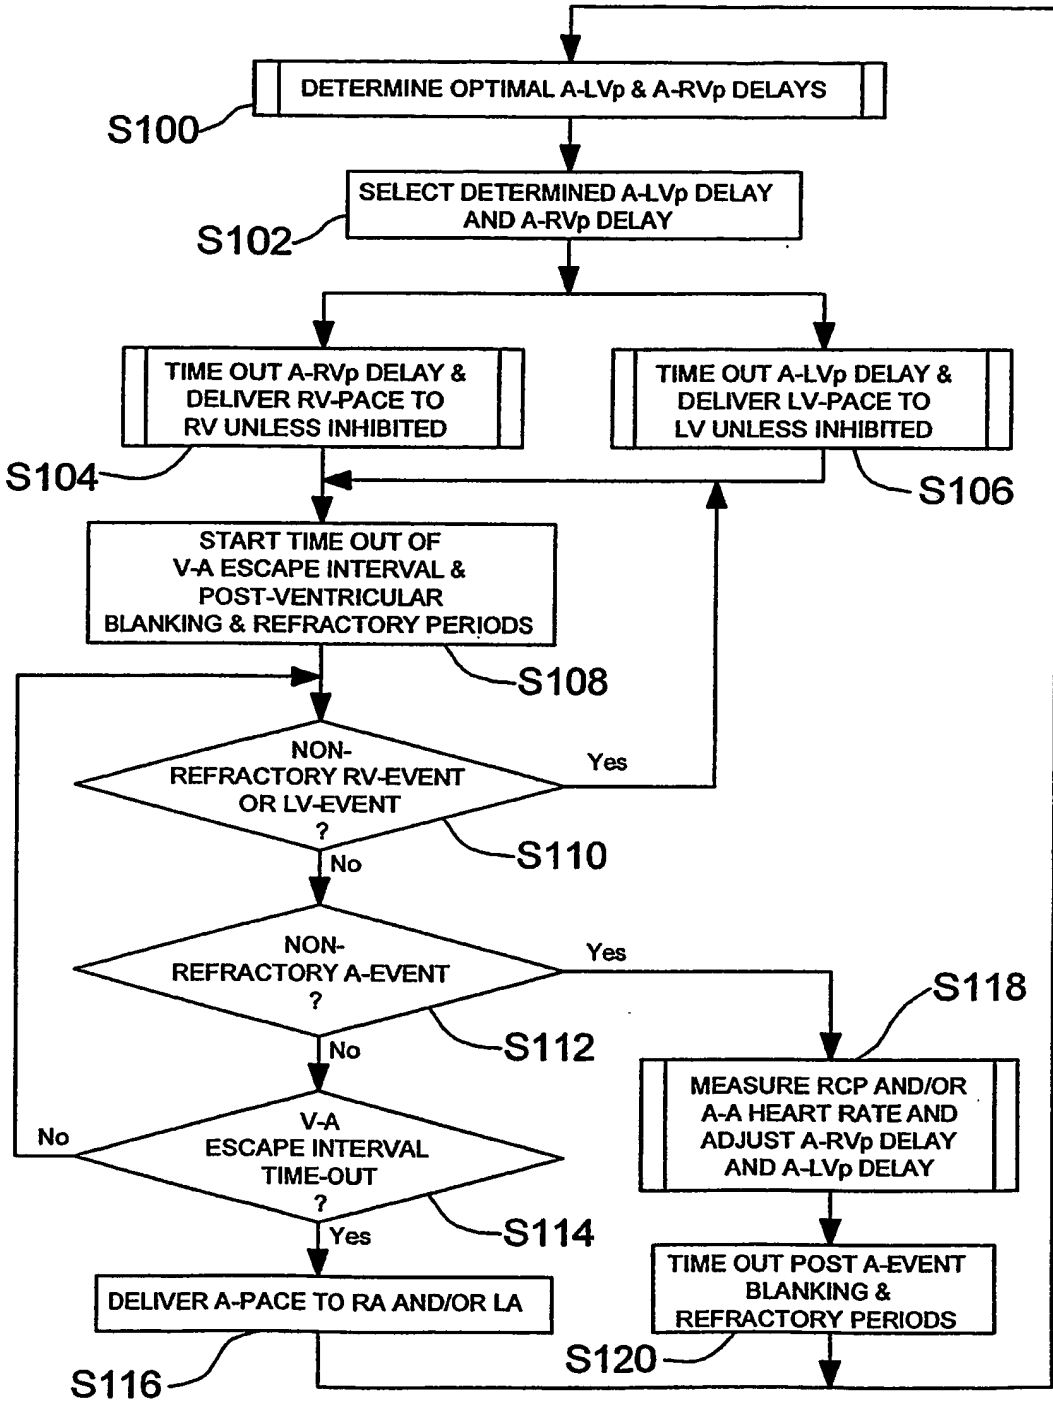 DETERMINE OPTIMAL A-LVp & A-RVp DELAYS
S100
SELECT DETERMINED A-LVp DELAY
AND A-RVp DELAY
S102
TIME OUT A-RVp DELAY &
DELIVER RV-PACE TO
RV UNLESS INHIBITED
S104
TIME OUT A-LVp DELAY &
DELIVER LV-PACE TO
LV UNLESS INHIBITED
S106
START TIME OUT OF
V-A ESCAPE INTERVAL &
POST-VENTRICULAR
BLANKING & REFRACTORY PERIODS
S108
NON-
REFRACTORY RV-EVENT
OR LV-EVENT
?
Yes
S110
No
NON-
REFRACTORY A-EVENT
?
Yes
S112
No
V-A
ESCAPE INTERVAL
TIME-OUT
?
No
S114
Yes
DELIVER A-PACE TO RA AND/OR LA
S116
S118
MEASURE RCP AND/OR
A-A HEART RATE AND
ADJUST A-RVp DELAY
AND A-LVp DELAY
TIME OUT POST A-EVENT
BLANKING &
REFRACTORY PERIODS
S120